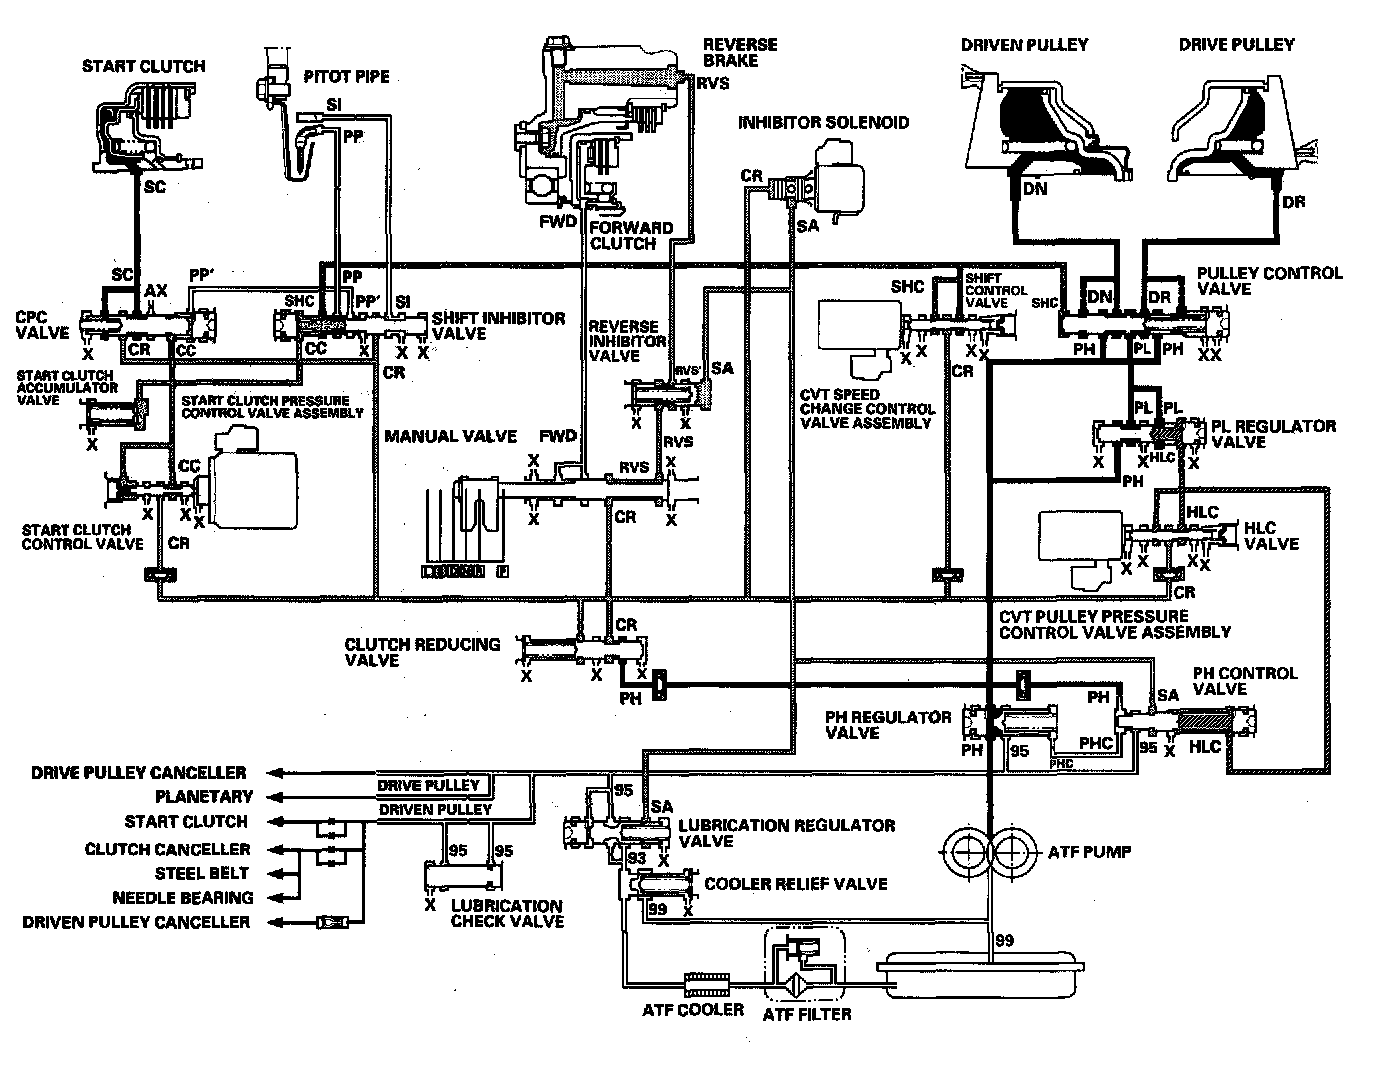 REVERSE
BRAKE
DRIVEN PULLEY
DRIVE PULLEY
START CLUTCH
PITOT PIPE
RVS
SI
PP
INHIBITOR SOLENOID
CR
SC
DN
DR
FWD
FORWARD
CLUTCH
SA
SC
PP'
PP
SHC
SHIFT
CONTROL
VALVE
PULLEY CONTROL
VALVE
AX
SHC
PP'
SI
SHC
DN
DR
CPC
VALVE
SHIFT INHIBITOR
VALVE
REVERSE
INHIBITOR
VALVE
X
CR
CC
X
CC
X
X
X
X
X
X
X
PH
PL
PH
X
X
START CLUTCH
ACCUMULATOR
VALVE
CR
RVS'
SA
CR
START CLUTCH PRESSURE
CONTROL VALVE ASSEMBLY
CVT SPEED
CHANGE CONTROL
VALVE ASSEMBLY
PL
PL
PL REGULATOR
VALVE
X
X
X
MANUAL VALVE
FWD
RVS
X
X
HLC
X
X
RVS
X
PH
CC
X
X
X
X
CR
X
HLC
START CLUTCH
CONTROL VALVE
CR
HLC
VALVE
X
X
X
X
P
CR
CLUTCH REDUCING
VALVE
CR
CVT PULLEY PRESSURE
CONTROL VALVE ASSEMBLY
X
X
X
PH
PH
SA
PH CONTROL
VALVE
PH REGULATOR
VALVE
PH
95
PHC
PHC
95
X
HLC
DRIVE PULLEY CANCELLER
DRIVE PULLEY
PLANETARY
95
DRIVEN PULLEY
SA
START CLUTCH
LUBRICATION REGULATOR
VALVE
CLUTCH CANCELLER
95
95
93
X
ATF PUMP
STEEL BELT
COOLER RELIEF VALVE
NEEDLE BEARING
X
LUBRICATION
CHECK VALVE
99
X
DRIVEN PULLEY CANCELLER
99
ATF COOLER
ATF FILTER